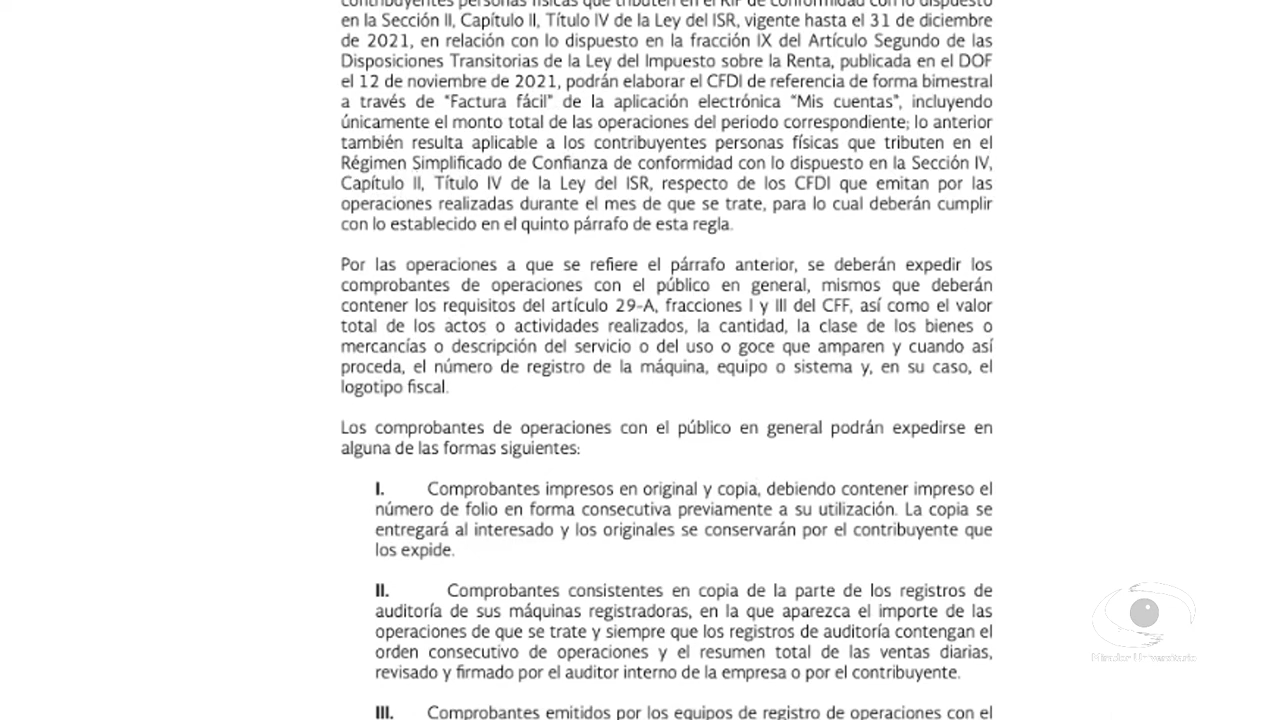 contribuyentes personas físicas que tributen en el RIF de conformidad con lo dispuesto
en la Sección II, Capítulo II, Título IV de la Ley del ISR, vigente hasta el 31 de diciembre
de 2021, en relación con lo dispuesto en la fracción IX del Artículo Segundo de las
Disposiciones Transitorias de la Ley del Impuesto sobre la Renta, publicada en el DOF
el 12 de noviembre de 2021, podrán elaborar el CFDI de referencia de forma bimestral
a través de “Factura fácil” de la aplicación electrónica “Mis cuentas”, incluyendo
únicamente el monto total de las operaciones del periodo correspondiente; lo anterior
también resulta aplicable a los contribuyentes personas físicas que tributen en el
Régimen Simplificado de Confianza de conformidad con lo dispuesto en la Sección IV,
Capítulo II, Título IV de la Ley del ISR, respecto de los CFDI que emitan por las
operaciones realizadas durante el mes de que se trate, para lo cual deberán cumplir
con lo establecido en el quinto párrafo de esta regla.
Por las operaciones a que se refiere el párrafo anterior, se deberán expedir los
comprobantes de operaciones con el público en general, mismos que deberán
contener los requisitos del artículo 29-A, fracciones I y III del CFF, así como el valor
total de los actos o actividades realizados, la cantidad, la clase de los bienes o
mercancías o descripción del servicio o del uso o goce que amparen y cuando así
proceda, el número de registro de la máquina, equipo o sistema y, en su caso, el
logotipo fiscal.
Los comprobantes de operaciones con el público en general podrán expedirse en
alguna de las formas siguientes:
I. Comprobantes impresos en original y copia, debiendo contener impreso el
número de folio en forma consecutiva previamente a su utilización. La copia se
entregará al interesado y los originales se conservarán por el contribuyente que
los expide.
II. Comprobantes consistentes en copia de la parte de los registros de
auditoría de sus máquinas registradoras, en la que aparezca el importe de las
operaciones de que se trate y siempre que los registros de auditoría contengan el
orden consecutivo de operaciones y el resumen total de las ventas diarias,
revisado y firmado por el auditor interno de la empresa o por el contribuyente.
III. Comprobantes emitidos por los equipos de registro de operaciones con el